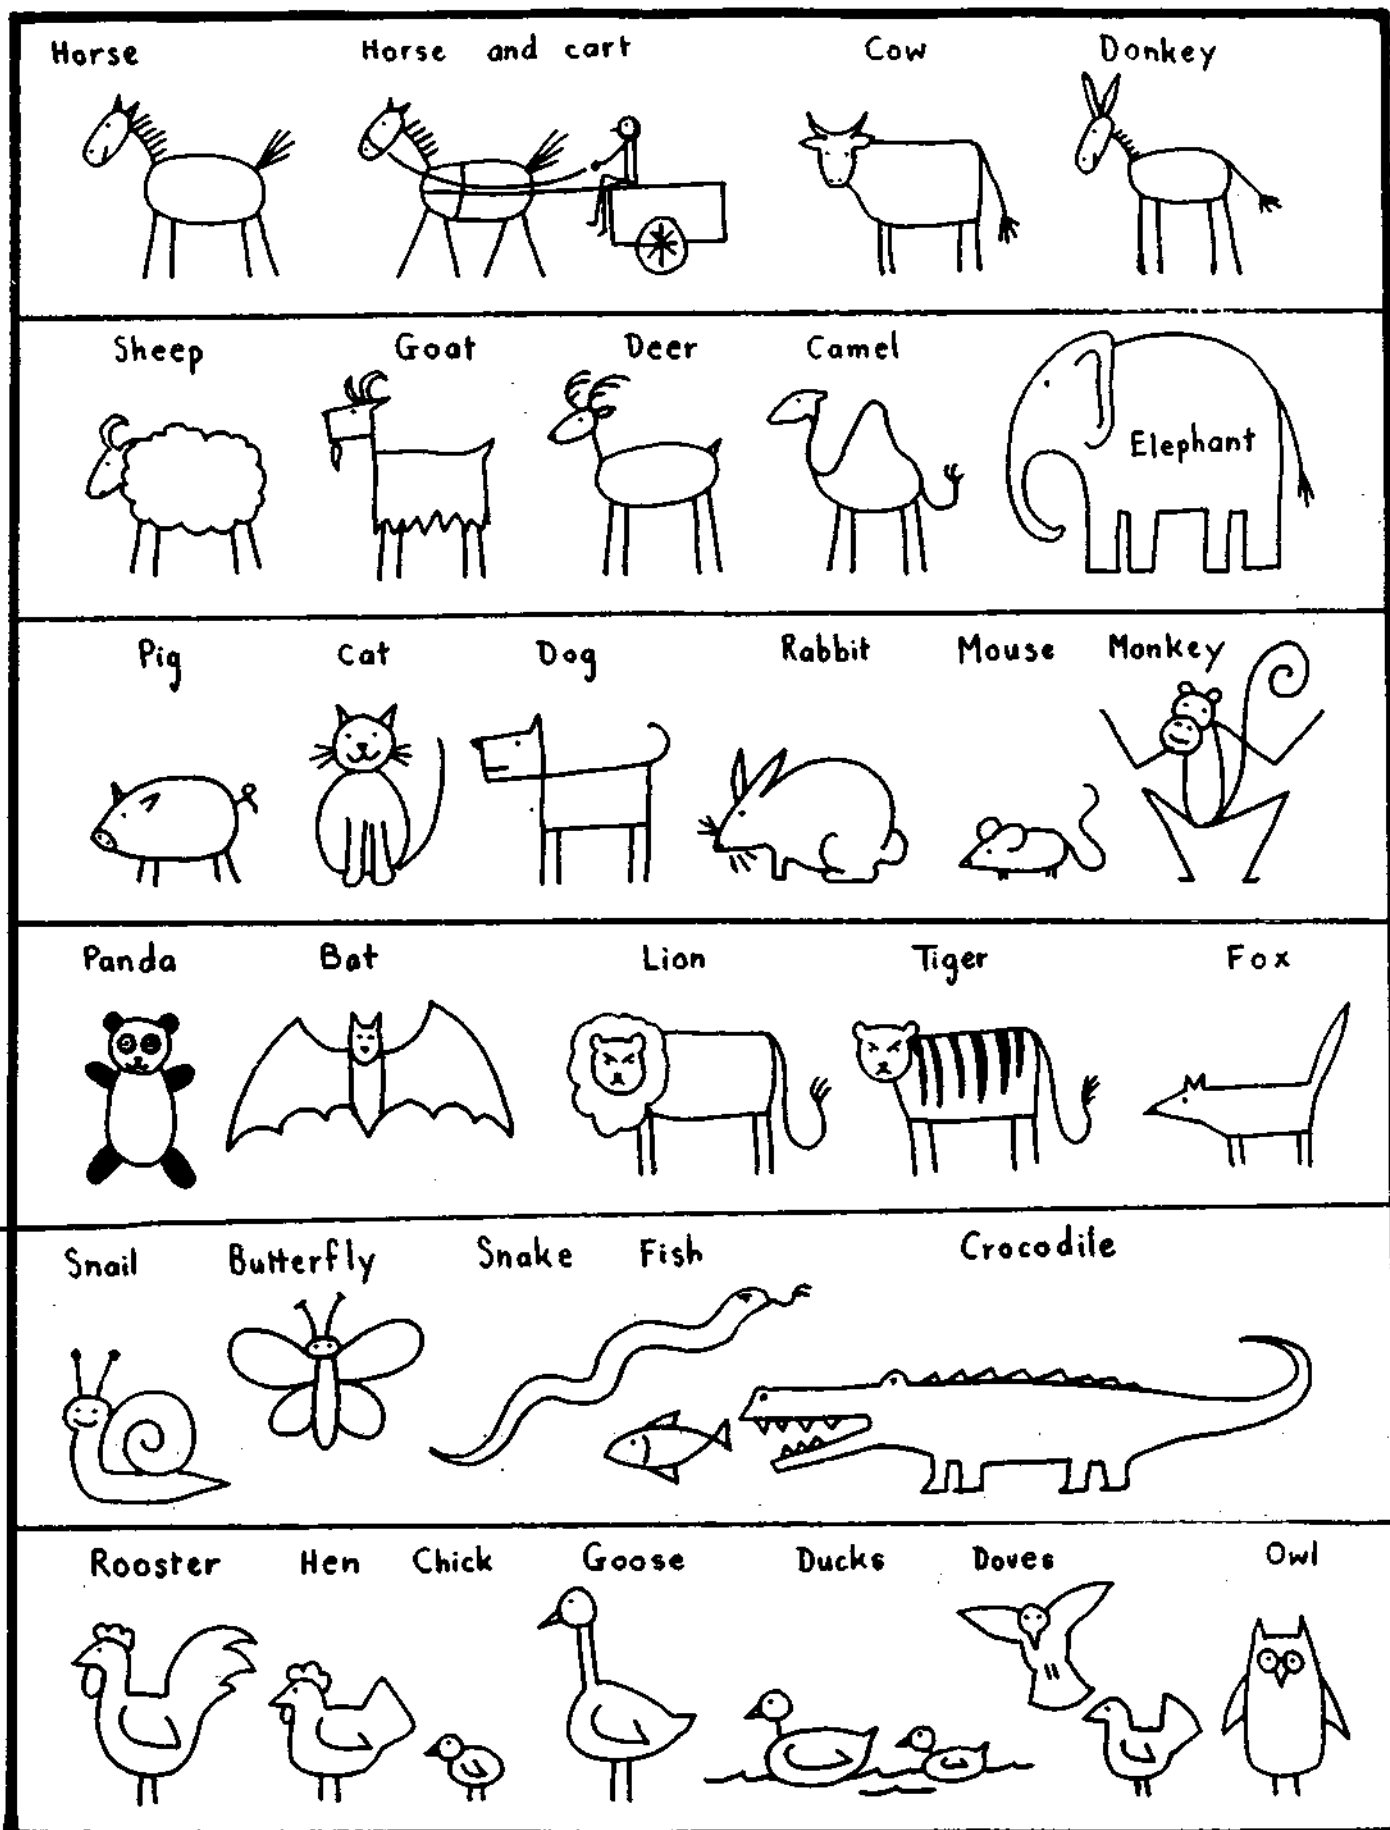 Horse Horse and cart Cow Donkey
Sheep Goat Deer Camel
Elephant
Pig Cat Dog Rabbit Mouse Monkey
Panda Bat Lion Tiger Fox
Snail Butterfly Snake Fish Crocodile
Rooster Hen Chick Goose Ducks Doves Owl